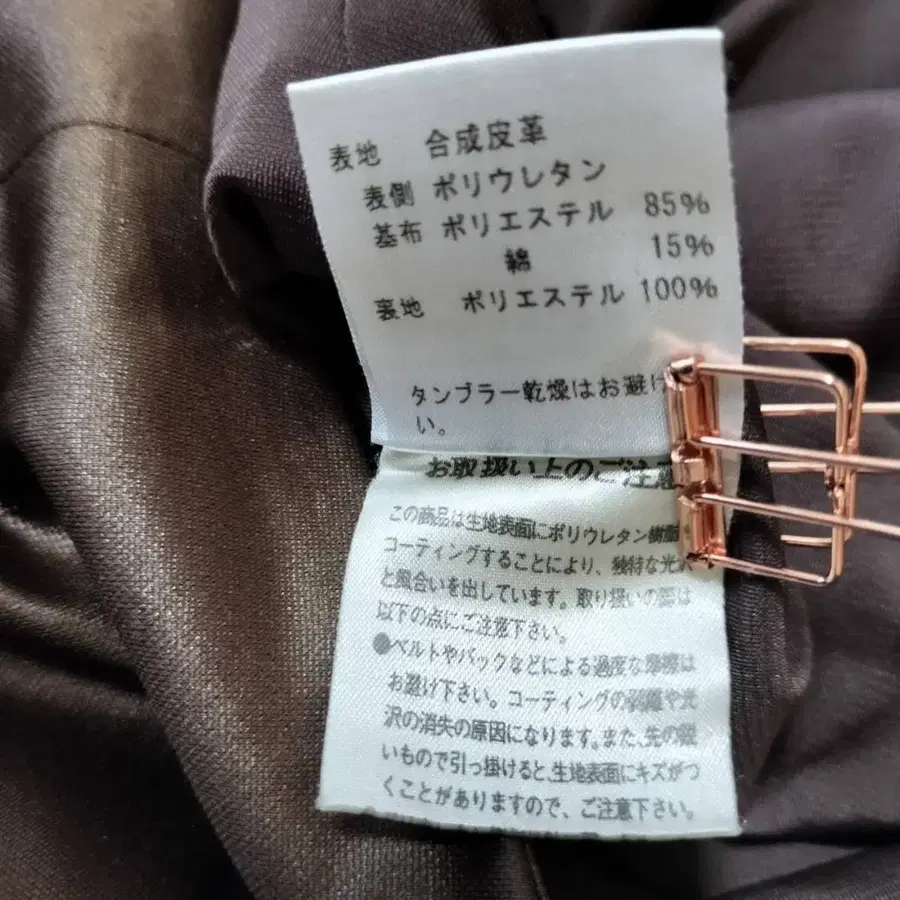 表地 合成皮革
表側 ポリウレタン
基布 ポリエステル 85%
綿 15%
裏地 ポリエステル 100%
タンブラー乾燥はお避け
い。
お取扱い上のご注意
この商品は生地表面にポリウレタン樹脂
コーティングすることにより、独特な光沢
と風合いを出しています。取り扱いの際は
以下の点にご注意下さい。
●ベルトやバックなどによる過度な摩擦は
お避け下さい。コーティングの剥離や光
沢の消失の原因になります。また、先の鋭
いもので引っ掛けると、生地表面にキズがつ
くことがありますので、ご注意下さい。